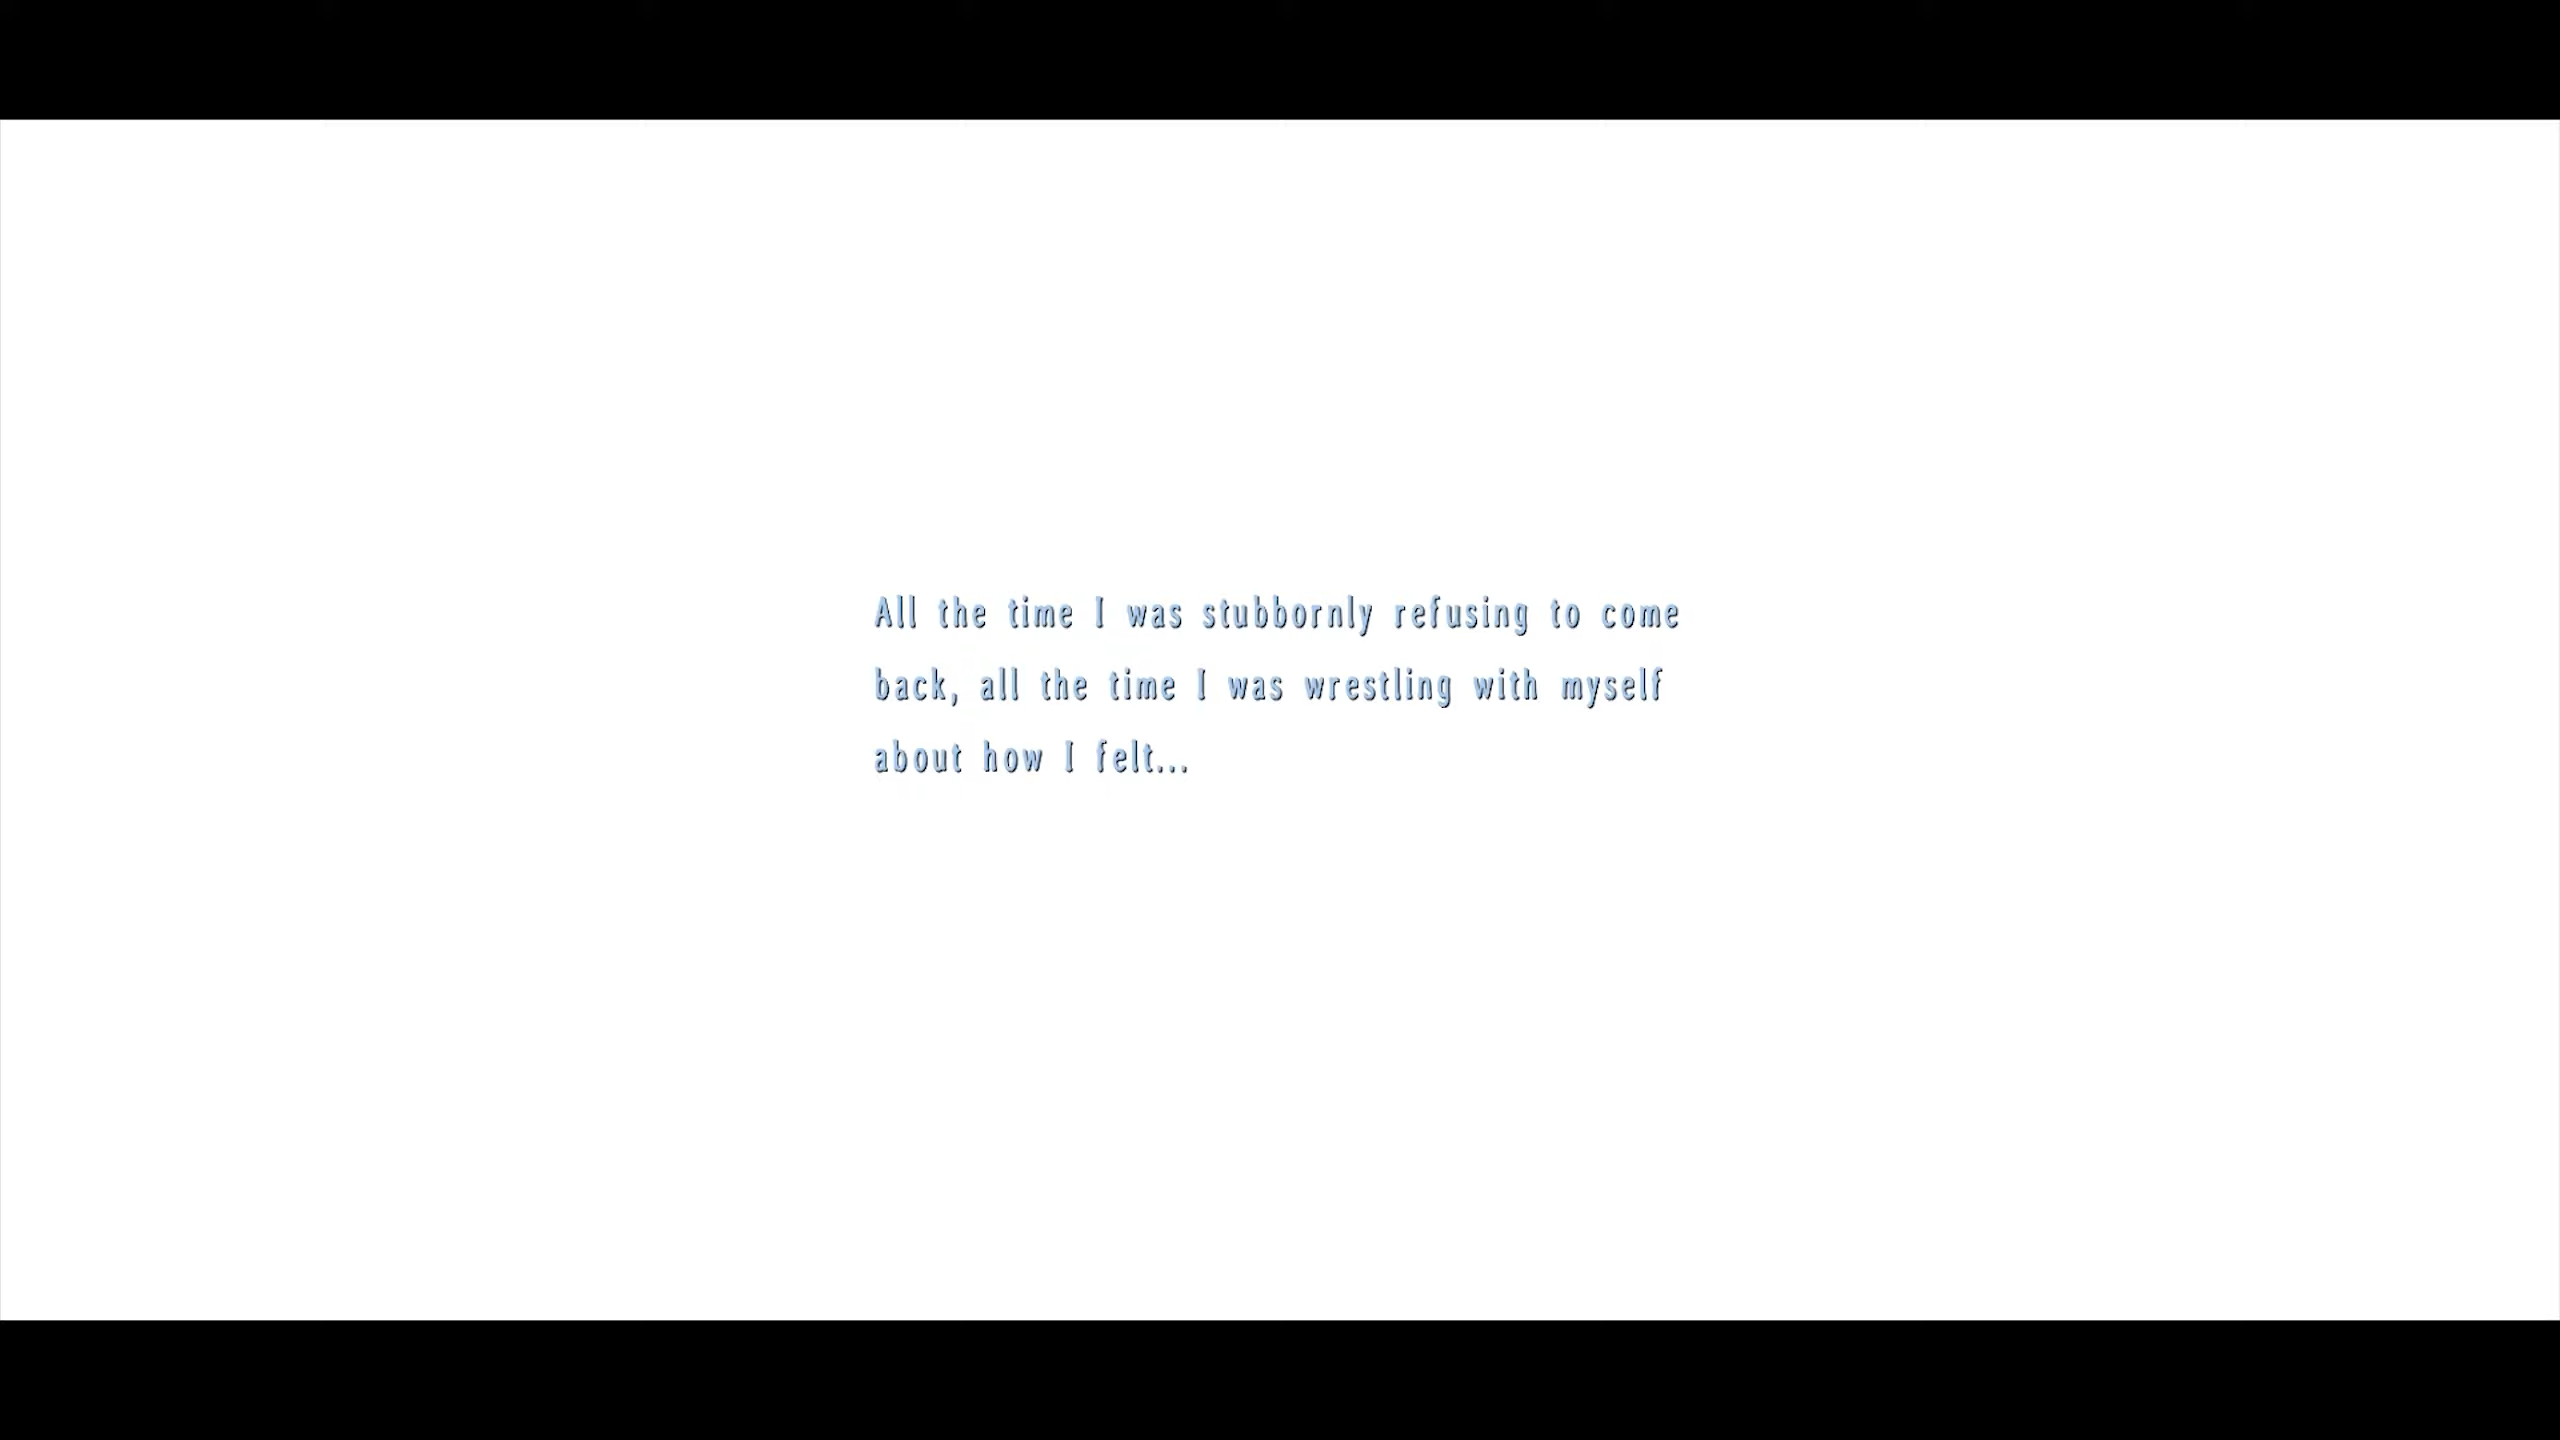 All the time I was stubbornly refusing to come
back, all the time I was wrestling with myself
about how I felt...